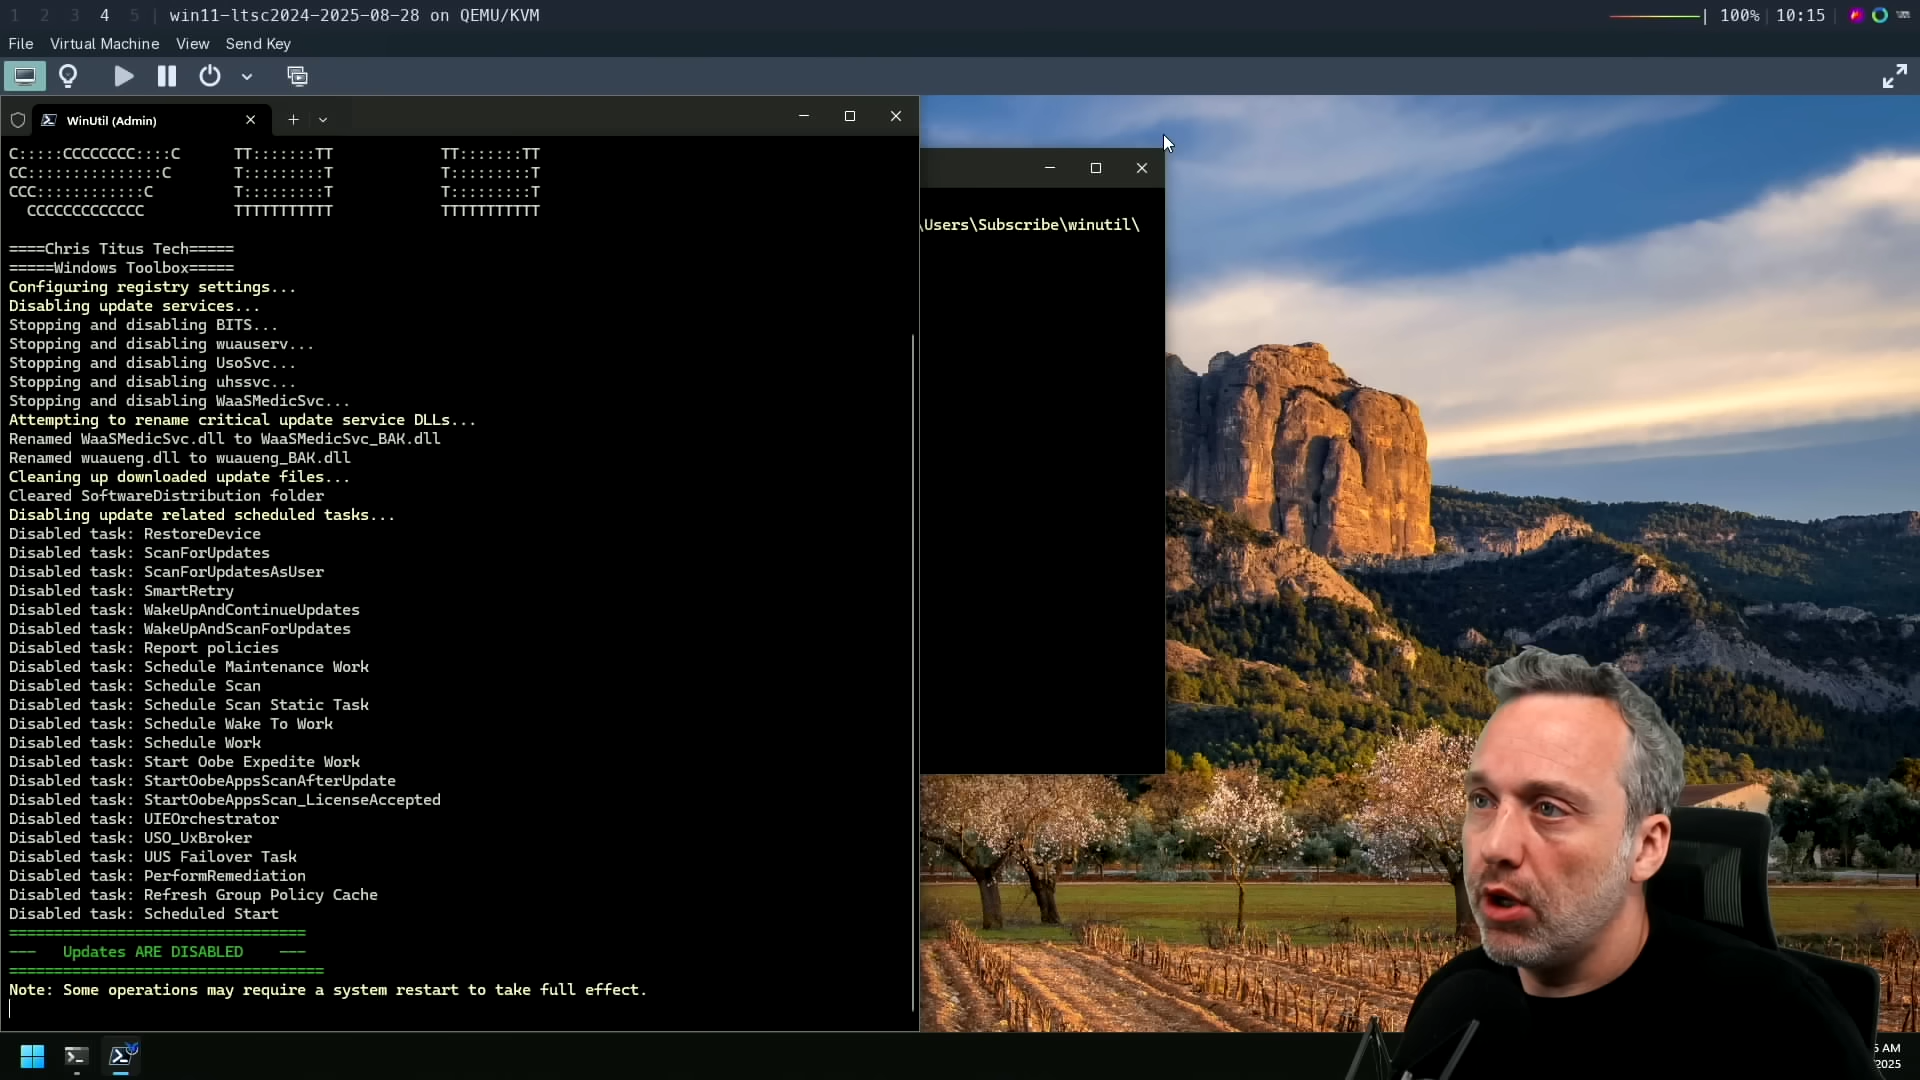 1 2 3 4 5 win11-ltsc2024-2025-08-28 on QEMU/KVM 100% 10:15
File Virtual Machine View Send Key
WinUtil (Admin)
C:::::CCCCCCCC::::C TT:::::::TT TT:::::::TT
CC:::::::::::::::C T:::::::::T T:::::::::T
CCC::::::::::::C T:::::::::T T:::::::::T
CCCCCCCCCCCCC TTTTTTTTTTT TTTTTTTTTTT
====Chris Titus Tech=====
=====Windows Toolbox=====
Configuring registry settings...
Disabling update services...
Stopping and disabling BITS...
Stopping and disabling wuauserv...
Stopping and disabling UsoSvc...
Stopping and disabling uhssvc...
Stopping and disabling WaaSMedicSvc...
Attempting to rename critical update service DLLs...
Renamed WaaSMedicSvc.dll to WaaSMedicSvc_BAK.dll
Renamed wuaueng.dll to wuaueng_BAK.dll
Cleaning up downloaded update files...
Cleared SoftwareDistribution folder
Disabling update related scheduled tasks...
Disabled task: RestoreDevice
Disabled task: ScanForUpdates
Disabled task: ScanForUpdatesAsUser
Disabled task: SmartRetry
Disabled task: WakeUpAndContinueUpdates
Disabled task: WakeUpAndScanForUpdates
Disabled task: Report policies
Disabled task: Schedule Maintenance Work
Disabled task: Schedule Scan
Disabled task: Schedule Scan Static Task
Disabled task: Schedule Wake To Work
Disabled task: Schedule Work
Disabled task: Start Oobe Expedite Work
Disabled task: StartOobeAppsScanAfterUpdate
Disabled task: StartOobeAppsScan_LicenseAccepted
Disabled task: UIEOrchestrator
Disabled task: USO_UxBroker
Disabled task: UUS Failover Task
Disabled task: PerformRemediation
Disabled task: Refresh Group Policy Cache
Disabled task: Scheduled Start
=================================
--- Updates ARE DISABLED ---
===================================
Note: Some operations may require a system restart to take full effect.
\Users\Subscribe\winutil\
5 AM
2025